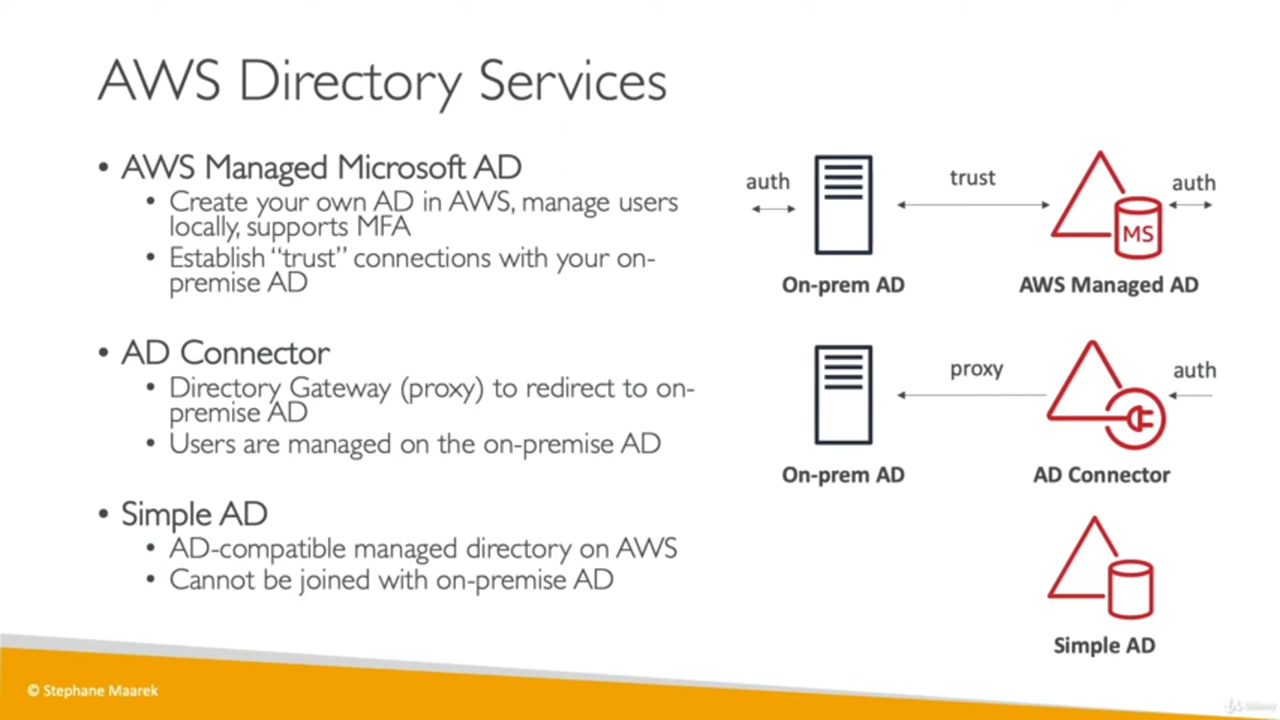 AWS Directory Services
• AWS Managed Microsoft AD
• Create your own AD in AWS, manage users
locally, supports MFA
• Establish “trust” connections with your on-
premise AD
• AD Connector
• Directory Gateway (proxy) to redirect to on-
premise AD
• Users are managed on the on-premise AD
• Simple AD
• AD-compatible managed directory on AWS
• Cannot be joined with on-premise AD
auth
trust
auth
MS
On-prem AD
AWS Managed AD
proxy
auth
On-prem AD
AD Connector
Simple AD
© Stephane Maarek
Udemy